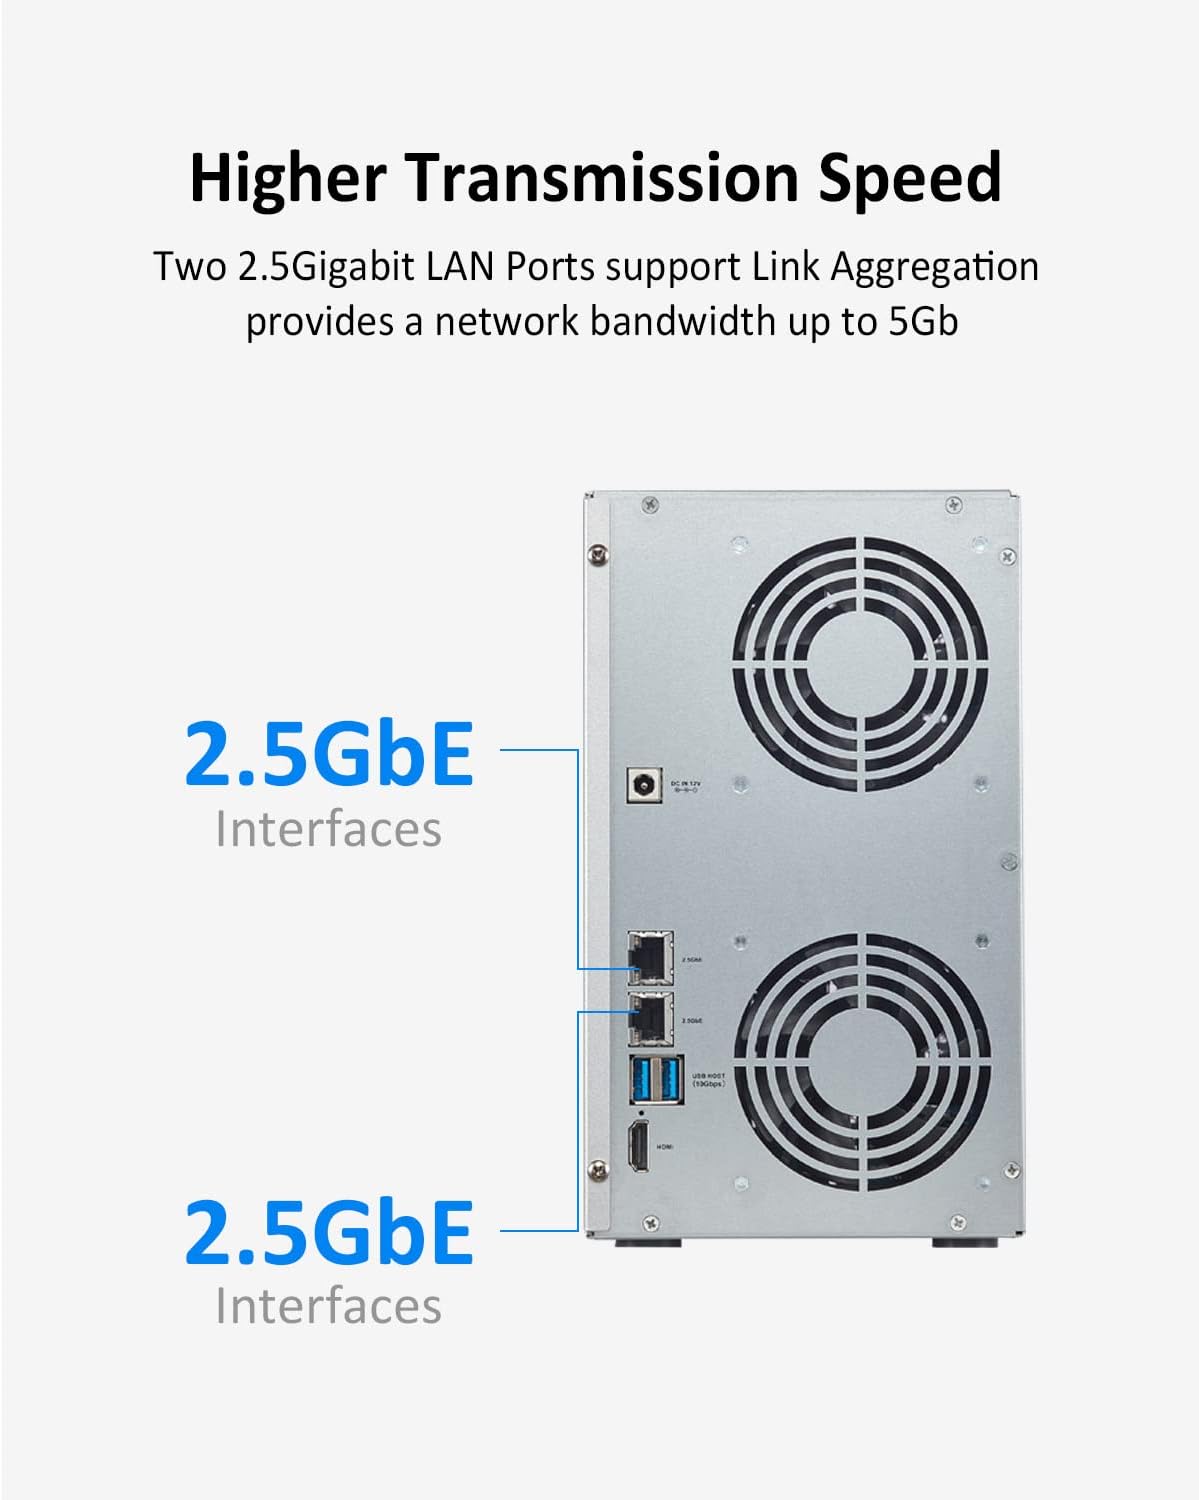 Higher Transmission Speed
Two 2.5Gigabit LAN Ports support Link Aggregation
provides a network bandwidth up to 5Gb
2.5GbE
Interfaces
DC IN 12V
2.5GbE
2.5GbE
USB HOST
(10Gbps)
HDMI
2.5GbE
Interfaces